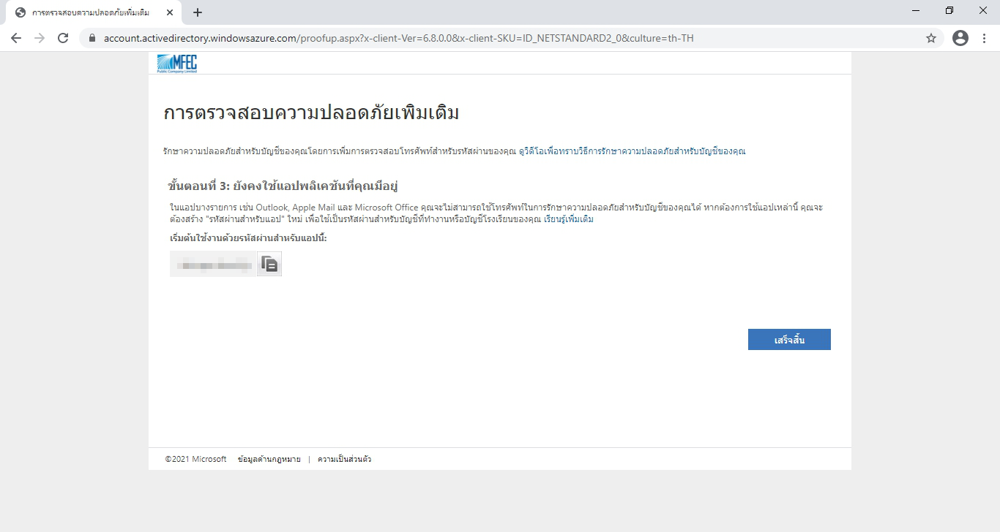 การตรวจสอบความปลอดภัยเพิ่มเติม
account.activedirectory.windowsazure.com/proofup.aspx?x-client-Ver=6.8.0.0&x-client-SKU=ID_NETSTANDARD2_0&culture=th-TH
MFEC
Public Company Limited
การตรวจสอบความปลอดภัยเพิ่มเติม
รักษาความปลอดภัยสำหรับบัญชีของคุณโดยการเพิ่มการตรวจสอบโทรศัพท์สำหรับรหัสผ่านของคุณ ดูวิดีโอเพื่อทราบวิธีการรักษาความปลอดภัยสำหรับบัญชีของคุณ
ขั้นตอนที่ 3: ยังคงใช้แอปพลิเคชันที่คุณมีอยู่
ในแอปบางรายการ เช่น Outlook, Apple Mail และ Microsoft Office คุณจะไม่สามารถใช้โทรศัพท์ในการรักษาความปลอดภัยสำหรับบัญชีของคุณได้ หากต้องการใช้แอปเหล่านี้ คุณจะ
ต้องสร้าง "รหัสผ่านสำหรับแอป" ใหม่ เพื่อใช้เป็นรหัสผ่านสำหรับบัญชีที่ทำงานหรือบัญชีโรงเรียนของคุณ เรียนรู้เพิ่มเติม
เริ่มต้นใช้งานด้วยรหัสผ่านสำหรับแอปนี้:
เสร็จสิ้น
©2021 Microsoft ข้อมูลด้านกฎหมาย | ความเป็นส่วนตัว